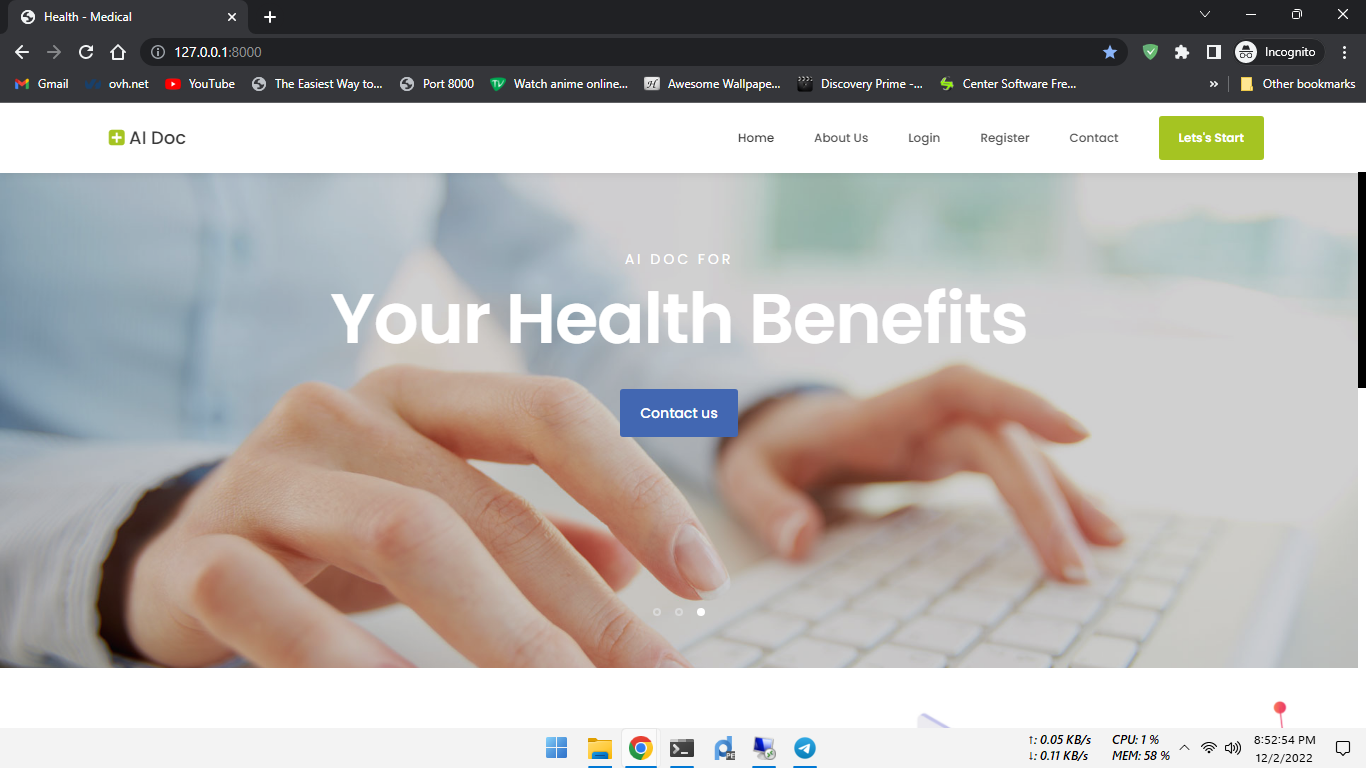 Health - Medical
127.0.0.1:8000
Incognito
Gmail
ovh.net
YouTube
The Easiest Way to...
Port 8000
Watch anime online...
Awesome Wallpape...
Discovery Prime -...
Center Software Fre...
»
Other bookmarks
AI Doc
Home
About Us
Login
Register
Contact
Lets's Start
AI DOC FOR
Your Health Benefits
Contact us
↑: 0.05 KB/s
↓: 0.11 KB/s
CPU: 1 %
MEM: 58 %
8:52:54 PM
12/2/2022